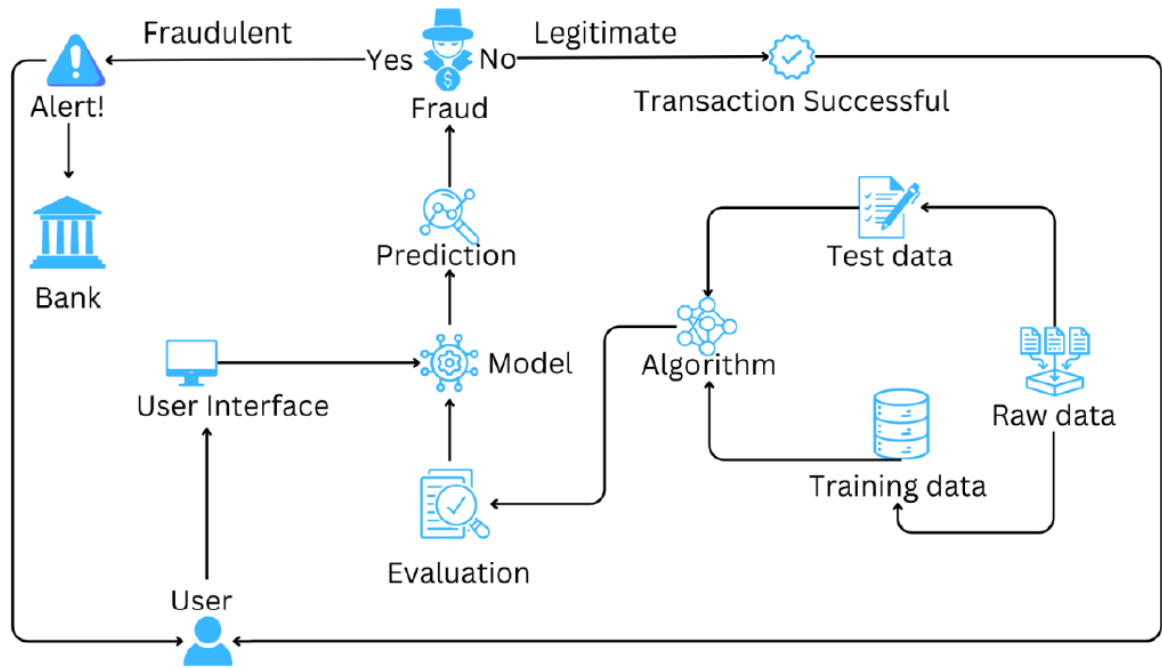 Fraudulent
Yes
No
Legitimate
Alert!
Fraud
Transaction Successful
$
Prediction
Test data
Bank
Model
Algorithm
User Interface
Raw data
Training data
Evaluation
User